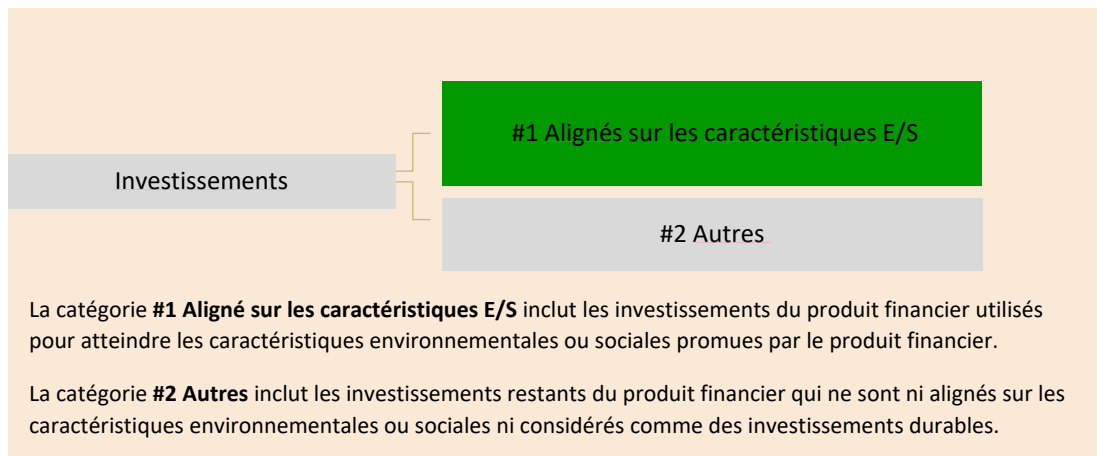 #1 Alignés sur les caractéristiques E/S
Investissements
#2 Autres
La catégorie #1 Aligné sur les caractéristiques E/S inclut les investissements du produit financier utilisés
pour atteindre les caractéristiques environnementales ou sociales promues par le produit financier.
La catégorie #2 Autres inclut les investissements restants du produit financier qui ne sont ni alignés sur les
caractéristiques environnementales ou sociales ni considérés comme des investissements durables.